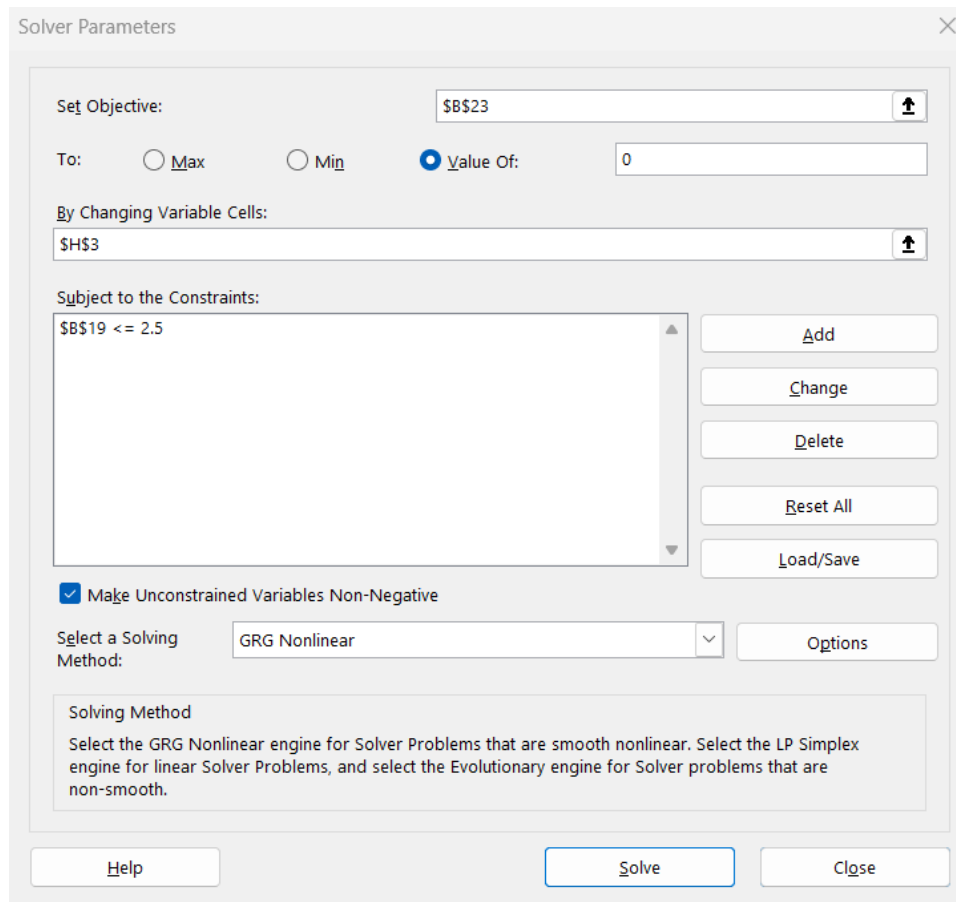 Solver Parameters
Set Objective:
$B$23
To:
Max
Min
Value Of:
0
By Changing Variable Cells:
$H$3
Subject to the Constraints:
$B$19 <= 2.5
Add
Change
Delete
Reset All
Load/Save
Make Unconstrained Variables Non-Negative
Select a Solving
Method:
GRG Nonlinear
Options
Solving Method
Select the GRG Nonlinear engine for Solver Problems that are smooth nonlinear. Select the LP Simplex
engine for linear Solver Problems, and select the Evolutionary engine for Solver problems that are
non-smooth.
Help
Solve
Close